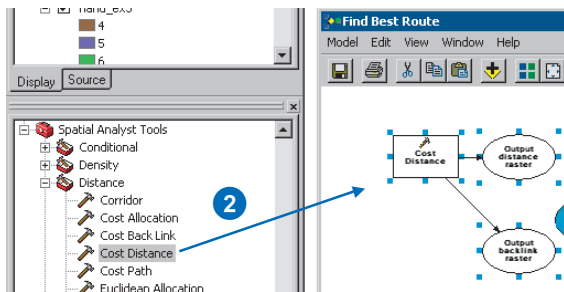 hand_ex3
4
5
6
Display
Source
Spatial Analyst Tools
Conditional
Density
Distance
Corridor
Cost Allocation
Cost Back Link
Cost Distance
Cost Path
Euclidean Allocation
2
Find Best Route
Model Edit View Window Help
Cost
Distance
Output
distance
raster
Output
backlink
raster